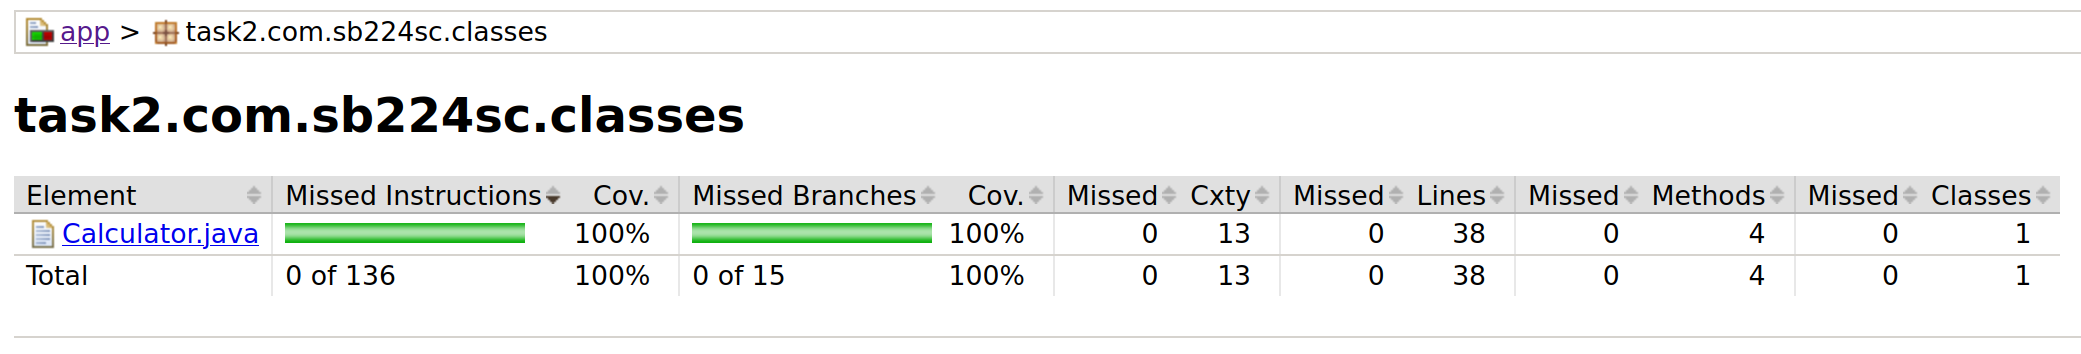 app > task2.com.sb224sc.classes
task2.com.sb224sc.classes
Element Missed Instructions Cov. Missed Branches Cov. Missed Cxty Missed Lines Missed Methods Missed Classes
Calculator.java 100% 100% 0 13 0 38 0 4 0 1
Total 0 of 136 100% 0 of 15 100% 0 13 0 38 0 4 0 1